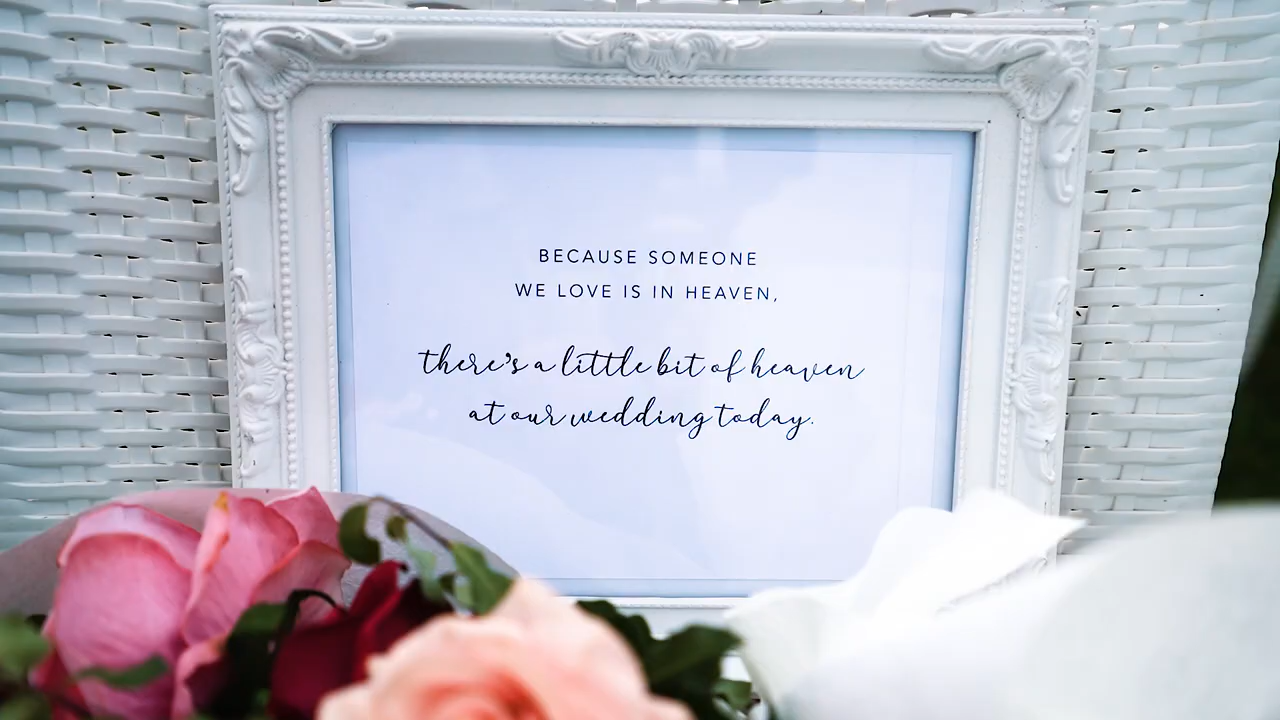 BECAUSE SOMEONE
WE LOVE IS IN HEAVEN,
there's a little bit of heaven
at our wedding today.